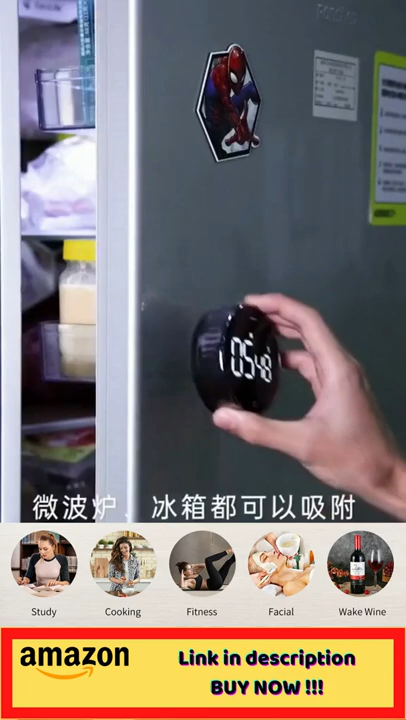 05:48
微波炉、冰箱都可以吸附
Study
Cooking
Fitness
Facial
Wake Wine
amazon
Link in description
BUY NOW !!!